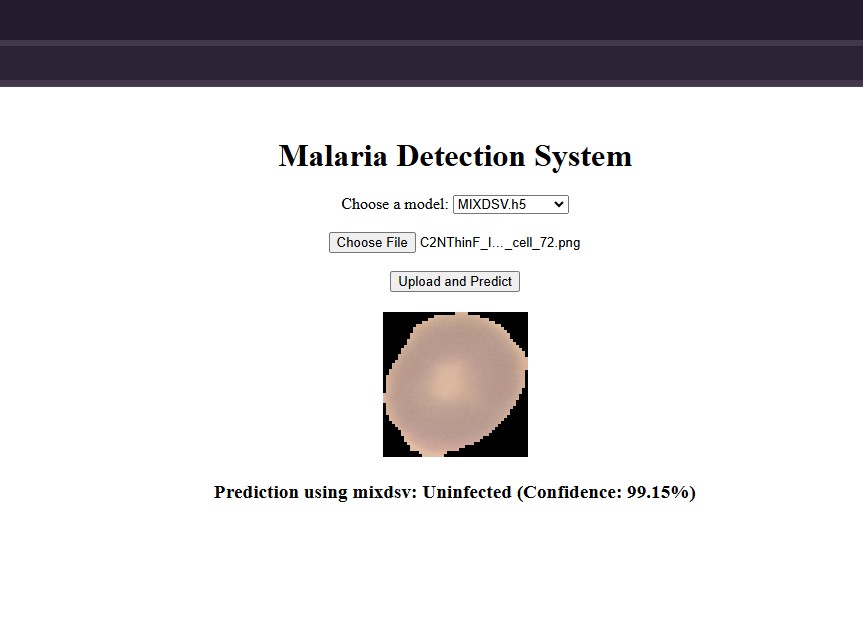 Malaria Detection System
Choose a model: MIXDSV.h5
Choose File C2NThinF_I..._cell_72.png
Upload and Predict
Prediction using mixdsv: Uninfected (Confidence: 99.15%)